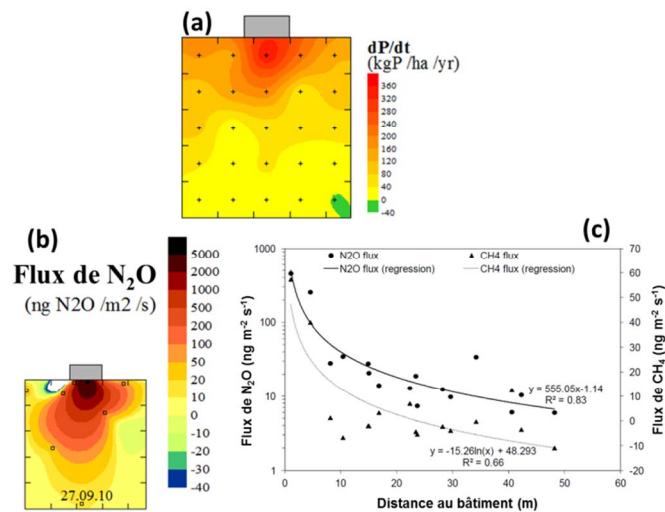 (a)
dP/dt
(kgP /ha /yr)
360
320
280
240
200
160
120
80
40
0
-40
(b)
Flux de N₂O
(ng N2O /m2 /s)
5000
2000
1000
500
200
100
50
20
10
0
-10
-20
-30
-40
27.09.10
(c)
N2O flux
CH4 flux
N2O flux (regression)
CH4 flux (regression)
Flux de N₂O (ng m⁻² s⁻¹)
1000
100
10
1
70
60
50
40
30
20
10
0
-10
-20
Flux de CH₄ (ng m⁻² s⁻¹)
y = 555.05x-1.14
R² = 0.83
y = -15.26ln(x) + 48.293
R² = 0.66
0 10 20 30 40 50 60
Distance au bâtiment (m)